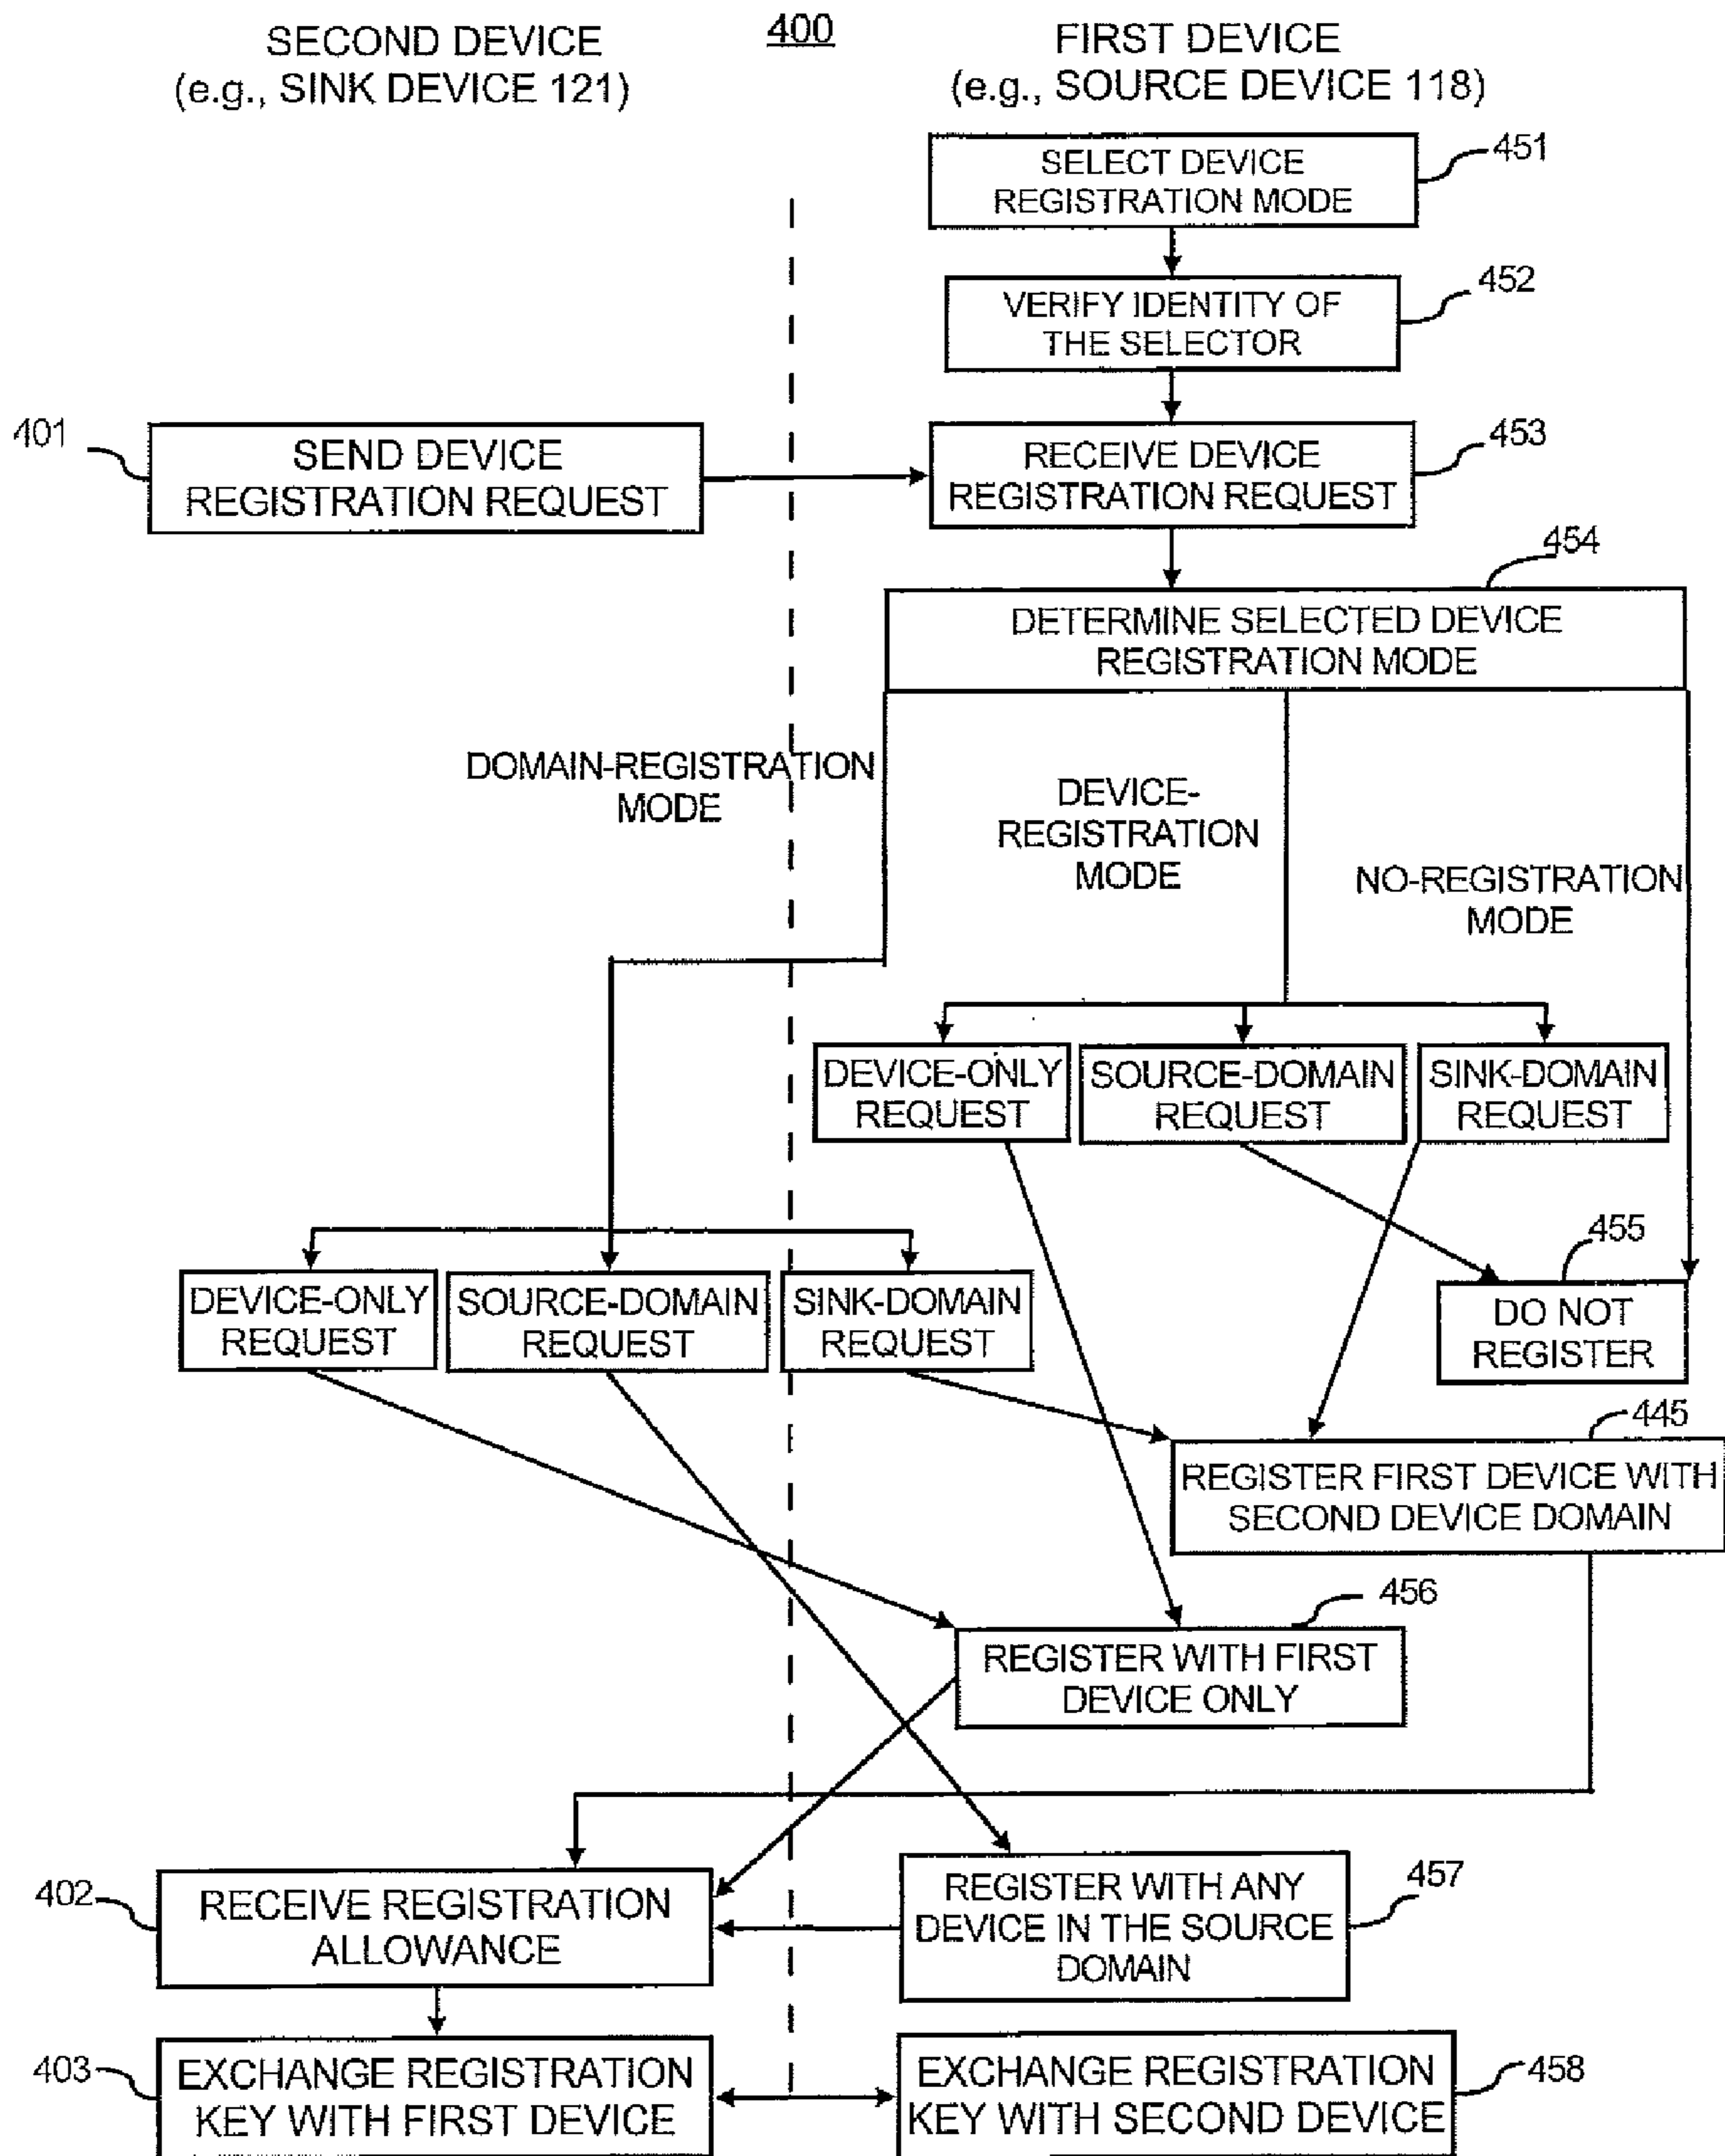 400
SECOND DEVICE
(e.g., SINK DEVICE 121)
FIRST DEVICE
(e.g., SOURCE DEVICE 118)
SELECT DEVICE
REGISTRATION MODE
451
VERIFY IDENTITY OF
THE SELECTOR
452
401
SEND DEVICE
REGISTRATION REQUEST
RECEIVE DEVICE
REGISTRATION REQUEST
453
454
DETERMINE SELECTED DEVICE
REGISTRATION MODE
DOMAIN-REGISTRATION
MODE
DEVICE-
REGISTRATION
MODE
NO-REGISTRATION
MODE
DEVICE-ONLY
REQUEST
SOURCE-DOMAIN
REQUEST
SINK-DOMAIN
REQUEST
DEVICE-ONLY
REQUEST
SOURCE-DOMAIN
REQUEST
SINK-DOMAIN
REQUEST
455
DO NOT
REGISTER
445
REGISTER FIRST DEVICE WITH
SECOND DEVICE DOMAIN
456
REGISTER WITH FIRST
DEVICE ONLY
402
RECEIVE REGISTRATION
ALLOWANCE
REGISTER WITH ANY
DEVICE IN THE SOURCE
DOMAIN
457
403
EXCHANGE REGISTRATION
KEY WITH FIRST DEVICE
EXCHANGE REGISTRATION
KEY WITH SECOND DEVICE
458